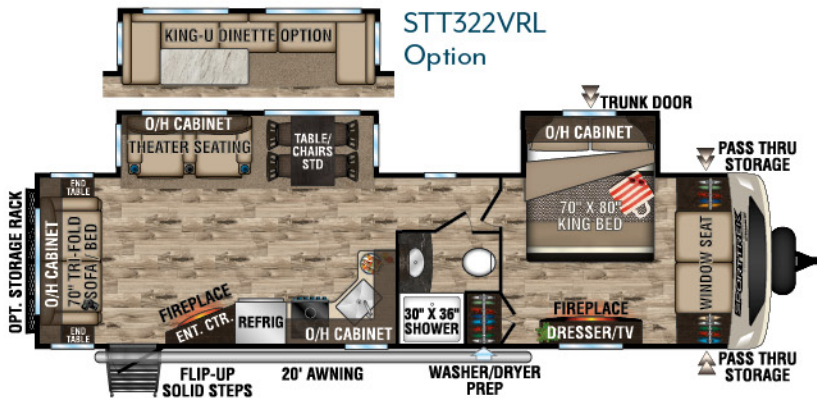 STT322VRL
Option
KING-U DINETTE OPTION
TRUNK DOOR
O/H CABINET
THEATER SEATING
TABLE/
CHAIRS
STD
O/H CABINET
PASS THRU
STORAGE
END
TABLE
70" X 80"
KING BED
OPT. STORAGE RACK
O/H CABINET
70" TRI-FOLD
SOFA / BED
WINDOW SEAT
SPORTTREK
FIREPLACE
ENT. CTR.
REFRIG
O/H CABINET
30" X 36"
SHOWER
FIREPLACE
DRESSER/TV
END
TABLE
FLIP-UP
SOLID STEPS
20' AWNING
WASHER/DRYER
PREP
PASS THRU
STORAGE